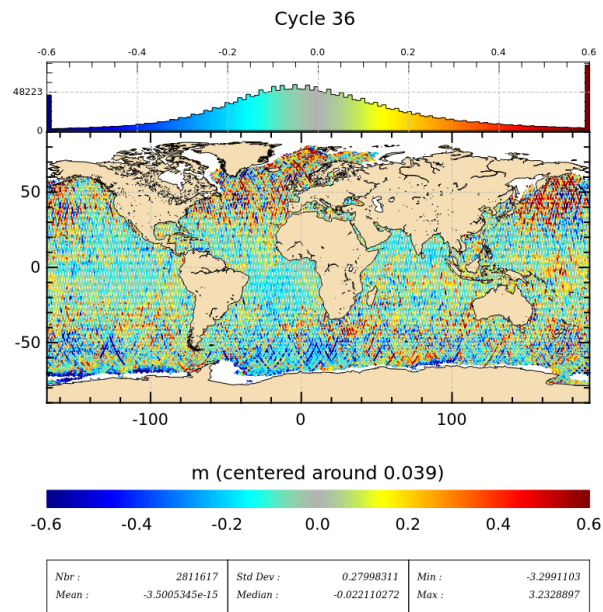 Cycle 36
-0.6 -0.4 -0.2 0.0 0.2 0.4 0.6
48223
0
50
0
-50
-100 0 100
m (centered around 0.039)
-0.6 -0.4 -0.2 0.0 0.2 0.4 0.6
Nbr : 2811617 Std Dev : 0.27998311 Min : -3.2991103
Mean : -3.5005345e-15 Median : -0.022110272 Max : 3.2328897